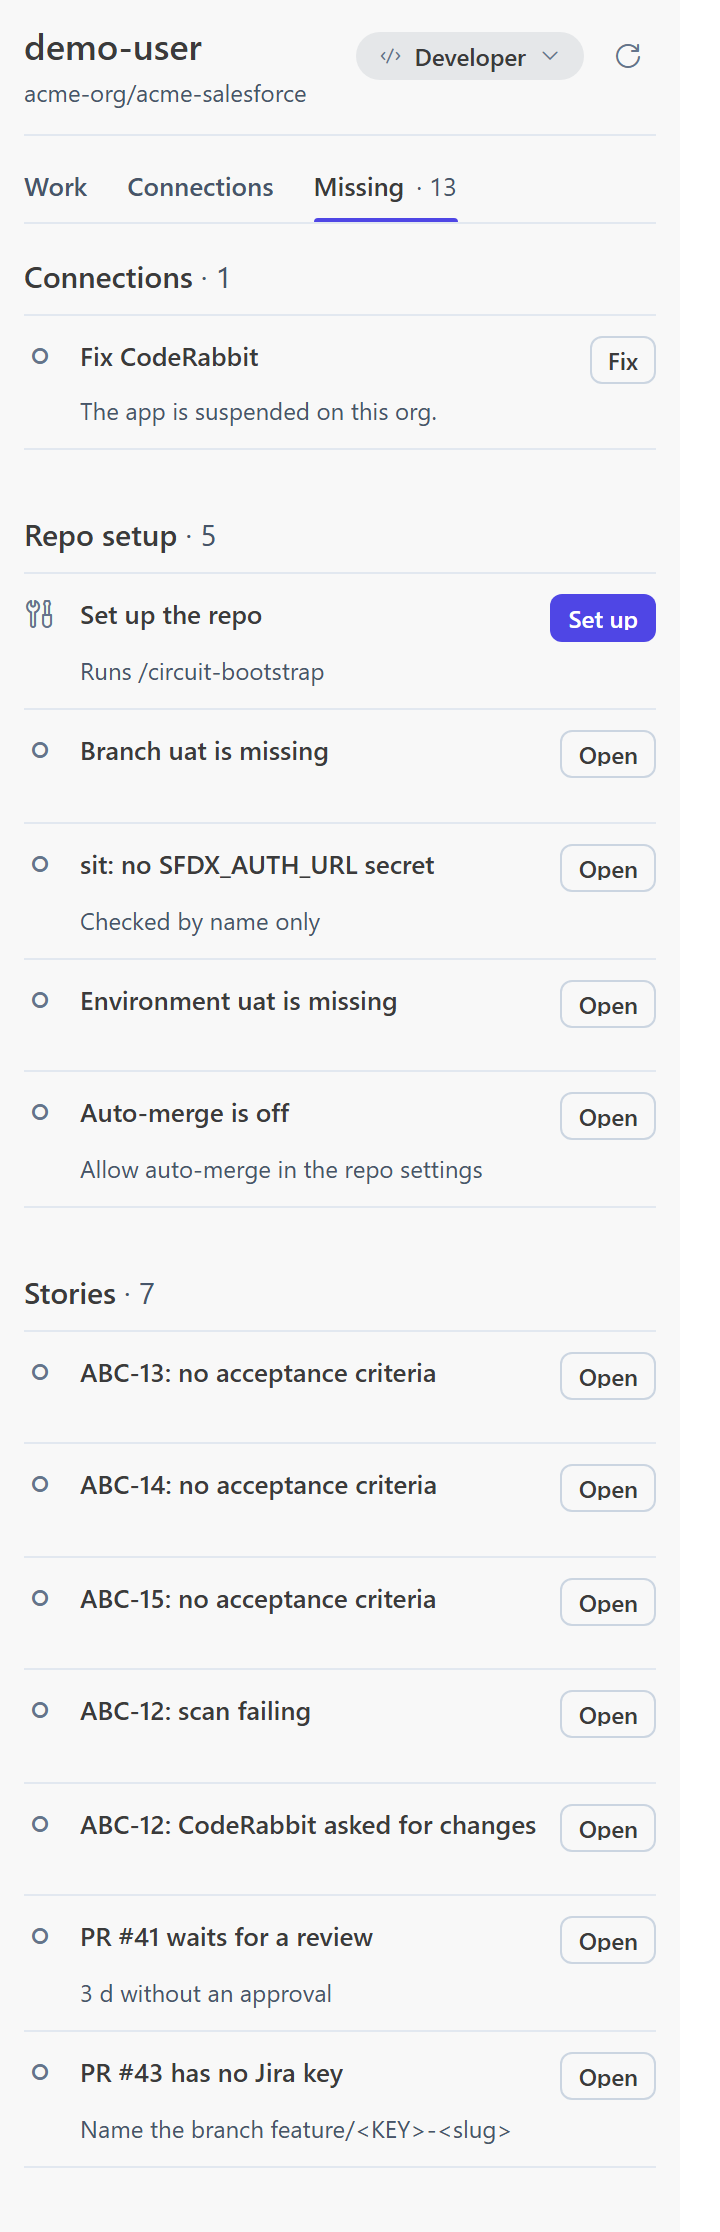 demo-user
</> Developer
acme-org/acme-salesforce
Work Connections Missing · 13
Connections · 1
Fix CodeRabbit
Fix
The app is suspended on this org.
Repo setup · 5
Set up the repo
Set up
Runs /circuit-bootstrap
Branch uat is missing
Open
sit: no SFDX_AUTH_URL secret
Open
Checked by name only
Environment uat is missing
Open
Auto-merge is off
Open
Allow auto-merge in the repo settings
Stories · 7
ABC-13: no acceptance criteria
Open
ABC-14: no acceptance criteria
Open
ABC-15: no acceptance criteria
Open
ABC-12: scan failing
Open
ABC-12: CodeRabbit asked for changes
Open
PR #41 waits for a review
Open
3 d without an approval
PR #43 has no Jira key
Open
Name the branch feature/<KEY>-<slug>